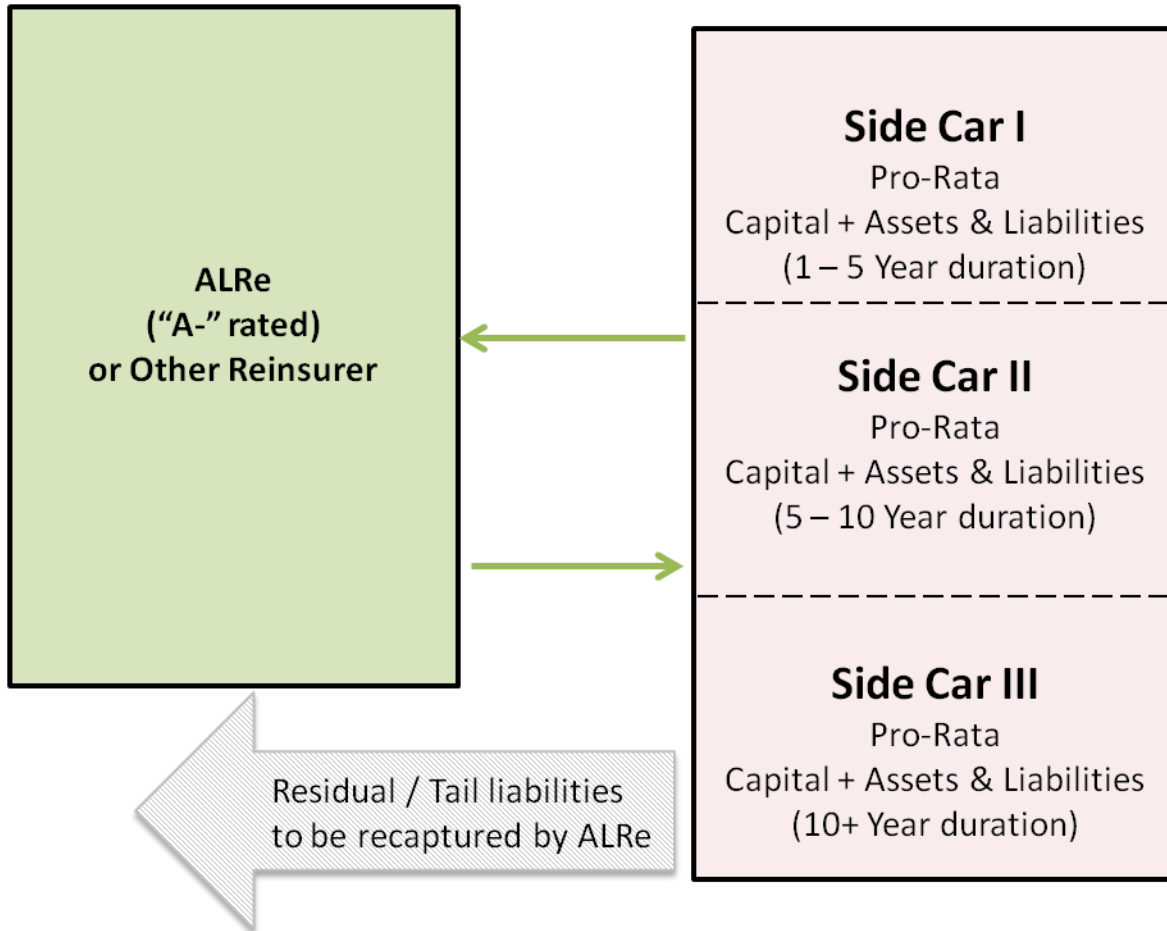 ALRe
(“A-” rated)
or Other Reinsurer
Side Car I
Pro-Rata
Capital + Assets & Liabilities
(1 – 5 Year duration)
Side Car II
Pro-Rata
Capital + Assets & Liabilities
(5 – 10 Year duration)
Side Car III
Pro-Rata
Capital + Assets & Liabilities
(10+ Year duration)
Residual / Tail liabilities
to be recaptured by ALRe